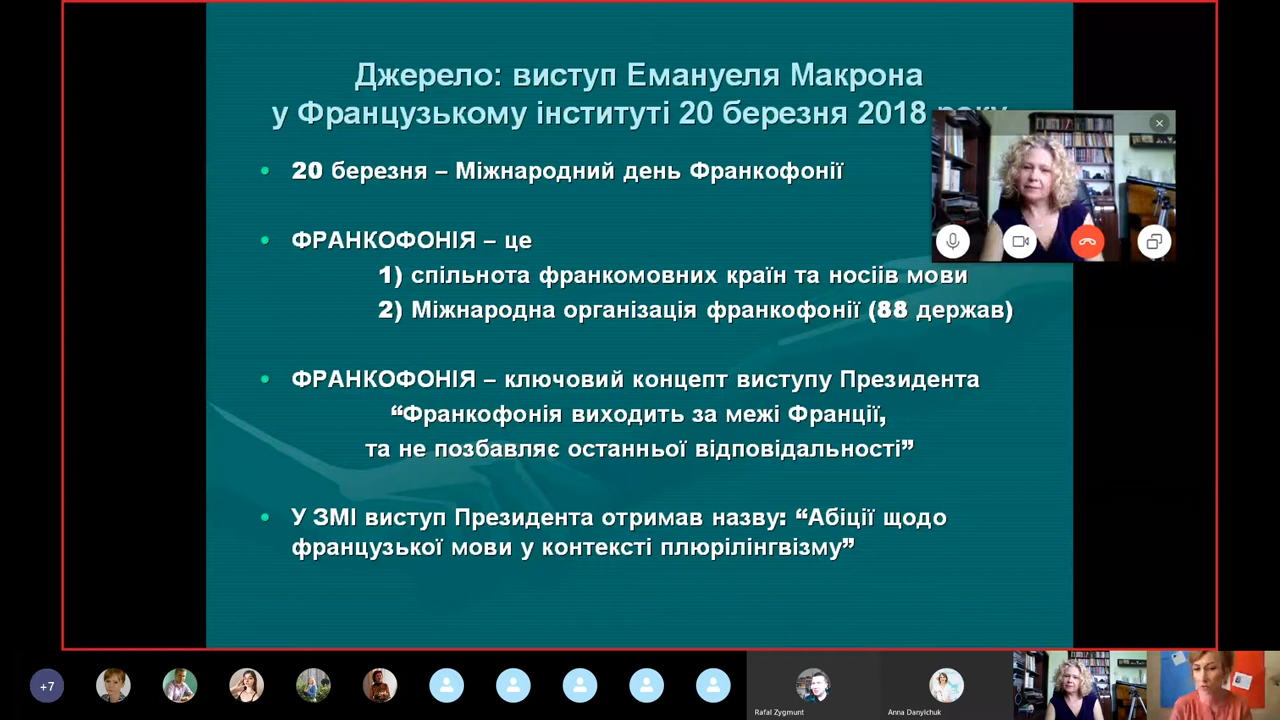 Джерело: виступ Емануеля Макрона
у Французькому інституті 20 березня 2018 року
20 березня – Міжнародний день Франкофонії
ФРАНКОФОНІЯ – це
1) спільнота франкомовних країн та носіів мови
2) Міжнародна організація франкофонії (88 держав)
ФРАНКОФОНІЯ – ключовий концепт виступу Президента
“Франкофонія виходить за межі Франції,
та не позбавляє останньої відповідальності”
У ЗМІ виступ Президента отримав назву: “Абіції щодо
французької мови у контексті плюрілінгвізму”
+7
Rafal Zygmunt
Anna Danylchuk